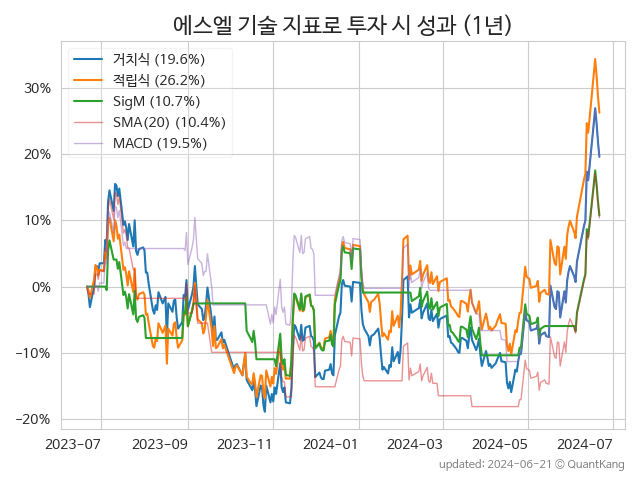 에스엘 기술 지표로 투자 시 성과 (1년)
거치식 (19.6%)
적립식 (26.2%)
SigM (10.7%)
SMA(20) (10.4%)
MACD (19.5%)
30%
20%
10%
0%
−10%
−20%
2023-07 2023-09 2023-11 2024-01 2024-03 2024-05 2024-07
updated: 2024-06-21 ⓒ QuantKang